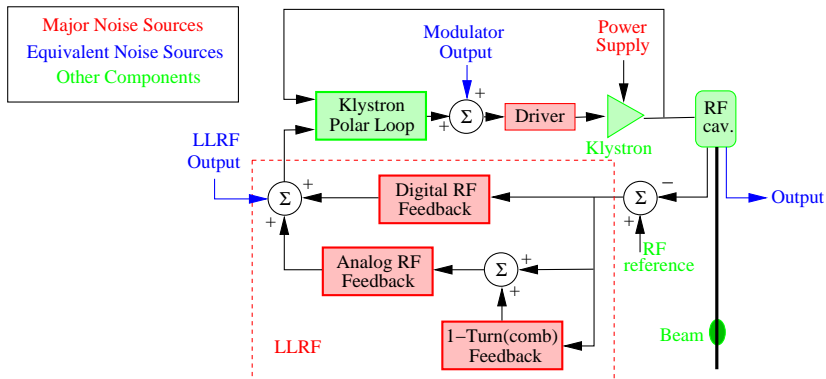 Major Noise Sources
Equivalent Noise Sources
Other Components
Modulator
Output
Power
Supply
Klystron
Polar Loop
+
+
Σ
Driver
Klystron
RF
cav.
LLRF
Output
Σ
+
+
Digital RF
Feedback
Σ
−
+
Output
RF
reference
Analog RF
Feedback
Σ
+
+
1−Turn(comb)
Feedback
LLRF
Beam